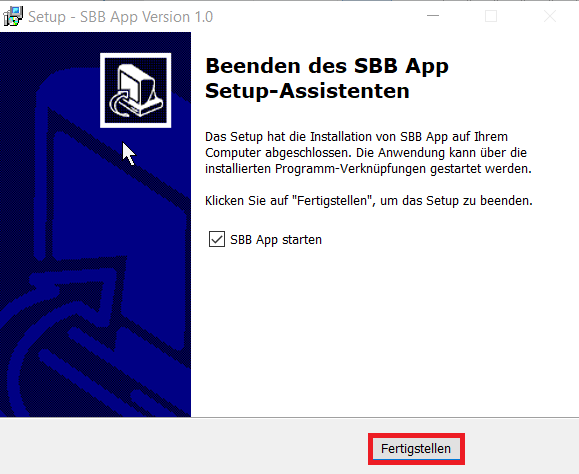 Setup - SBB App Version 1.0
Beenden des SBB App
Setup-Assistenten
Das Setup hat die Installation von SBB App auf Ihrem
Computer abgeschlossen. Die Anwendung kann über die
installierten Programm-Verknüpfungen gestartet werden.
Klicken Sie auf "Fertigstellen", um das Setup zu beenden.
SBB App starten
Fertigstellen